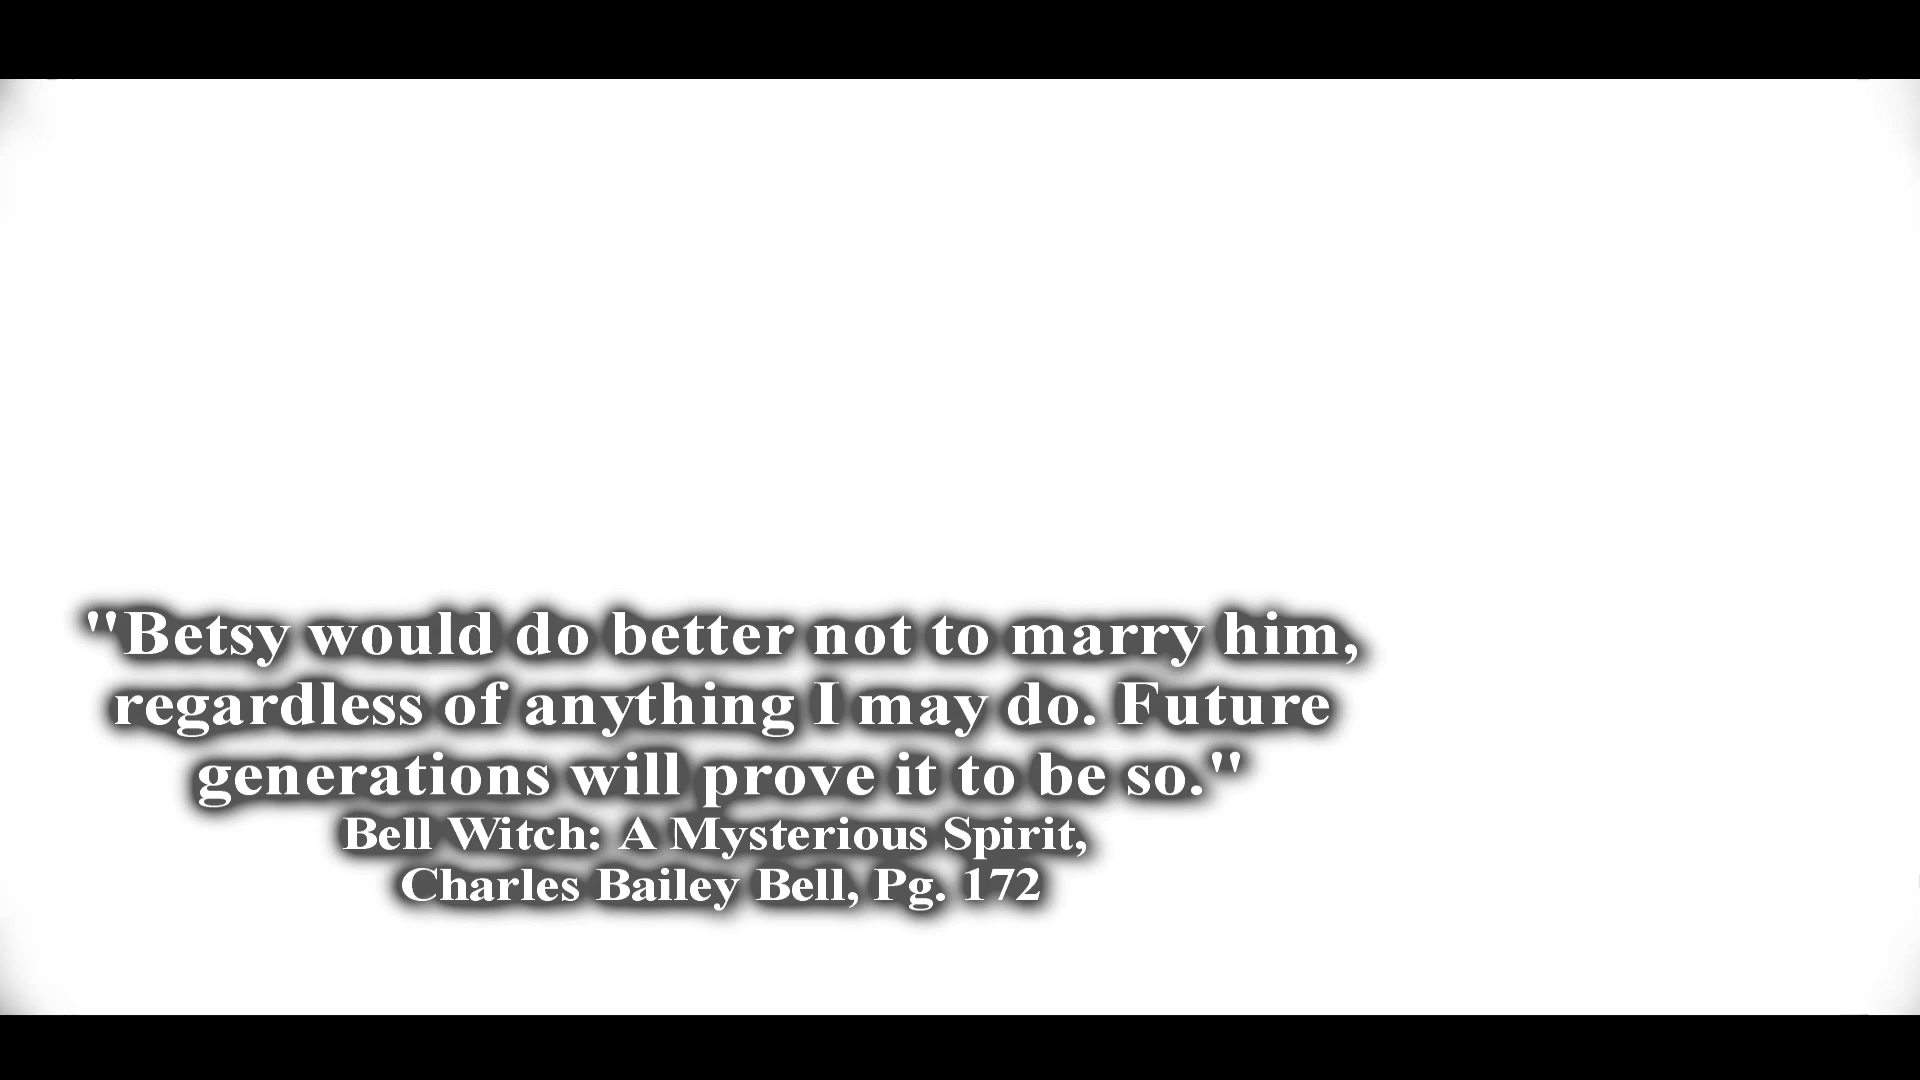 "Betsy would do better not to marry him,
regardless of anything I may do. Future
generations will prove it to be so."
Bell Witch: A Mysterious Spirit,
Charles Bailey Bell, Pg. 172